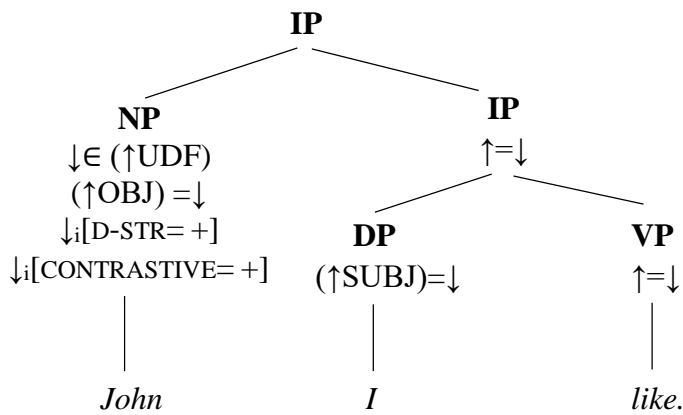 IP
NP
↓∈ (↑UDF)
(↑OBJ) =↓
↓i[D-STR= +]
↓i[CONTRASTIVE= +]
John
IP
↑=↓
DP
(↑SUBJ)=↓
I
VP
↑=↓
like.